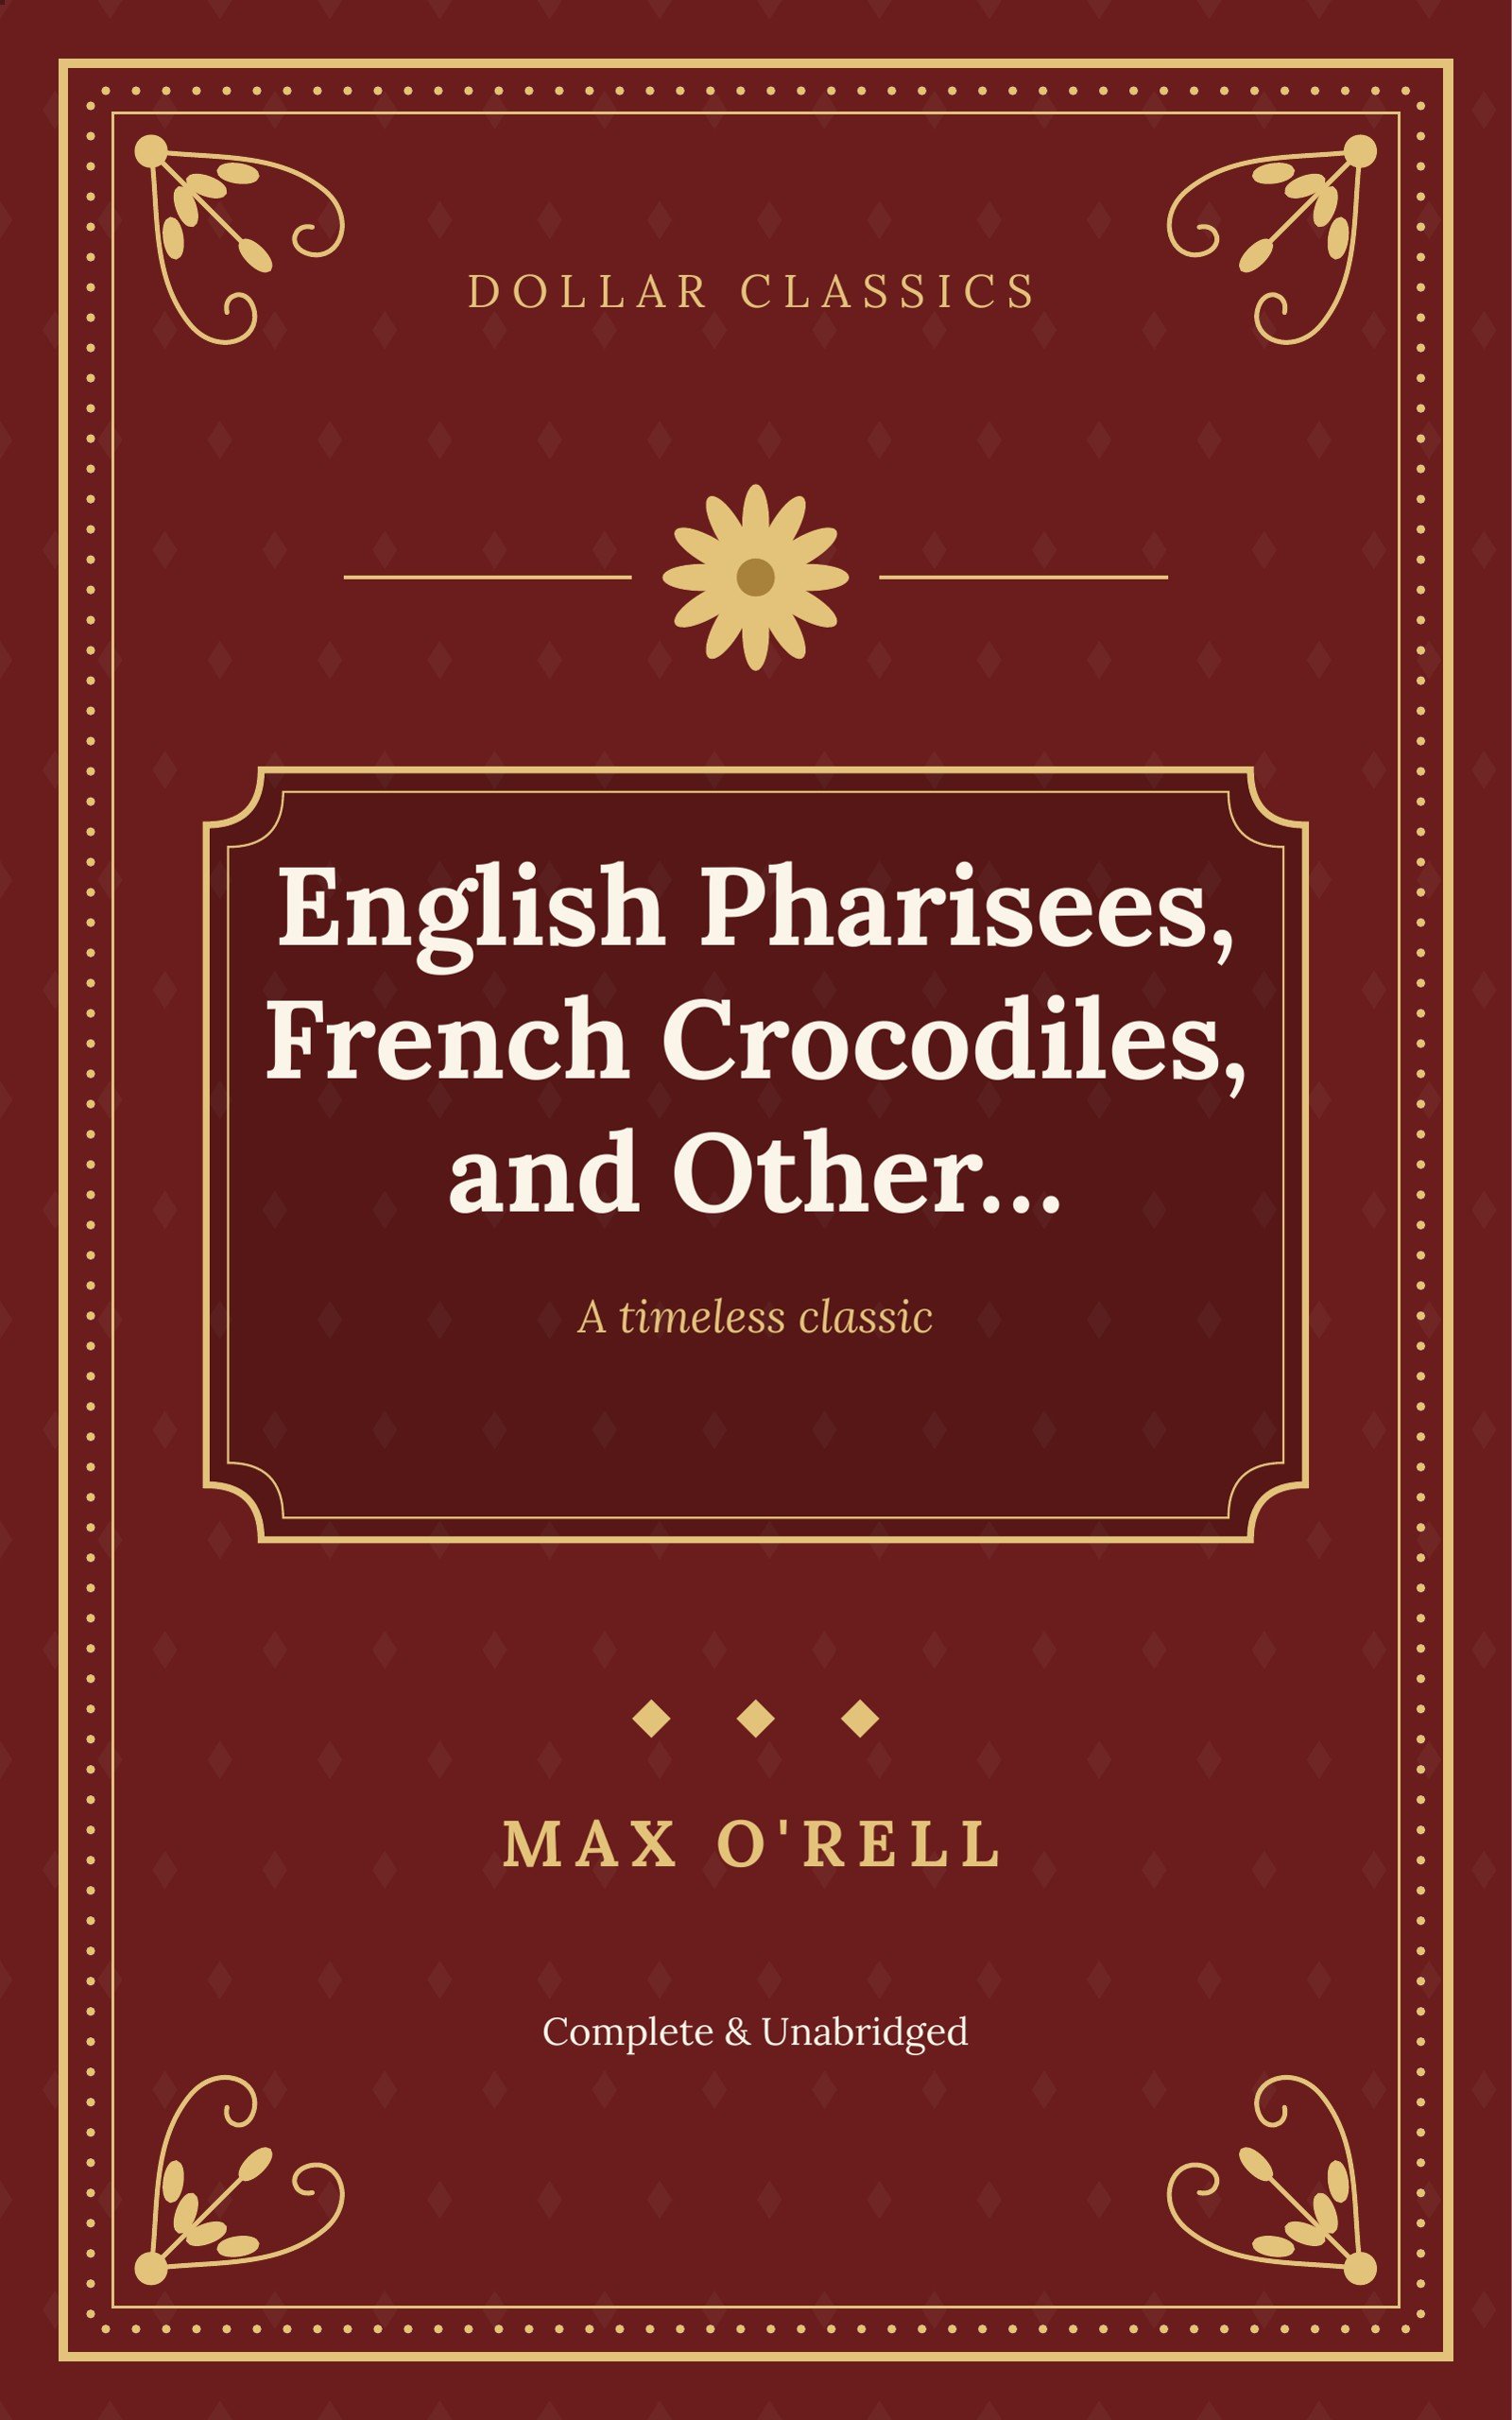 DOLLAR CLASSICS
English Pharisees,
French Crocodiles,
and Other...
A timeless classic
MAX O'RELL
Complete & Unabridged